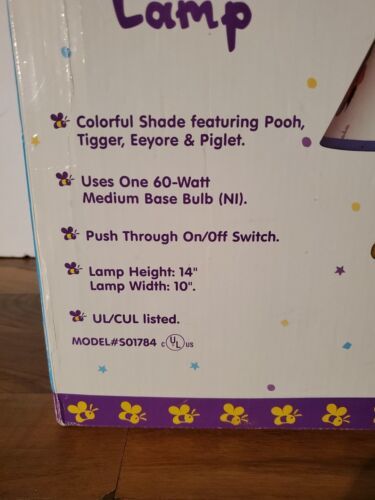 Lamp
Colorful Shade featuring Pooh,
Tigger, Eeyore & Piglet.
Uses One 60-Watt
Medium Base Bulb (NI).
Push Through On/Off Switch.
Lamp Height: 14"
Lamp Width: 10".
UL/CUL listed.
MODEL#S01784 c UL us